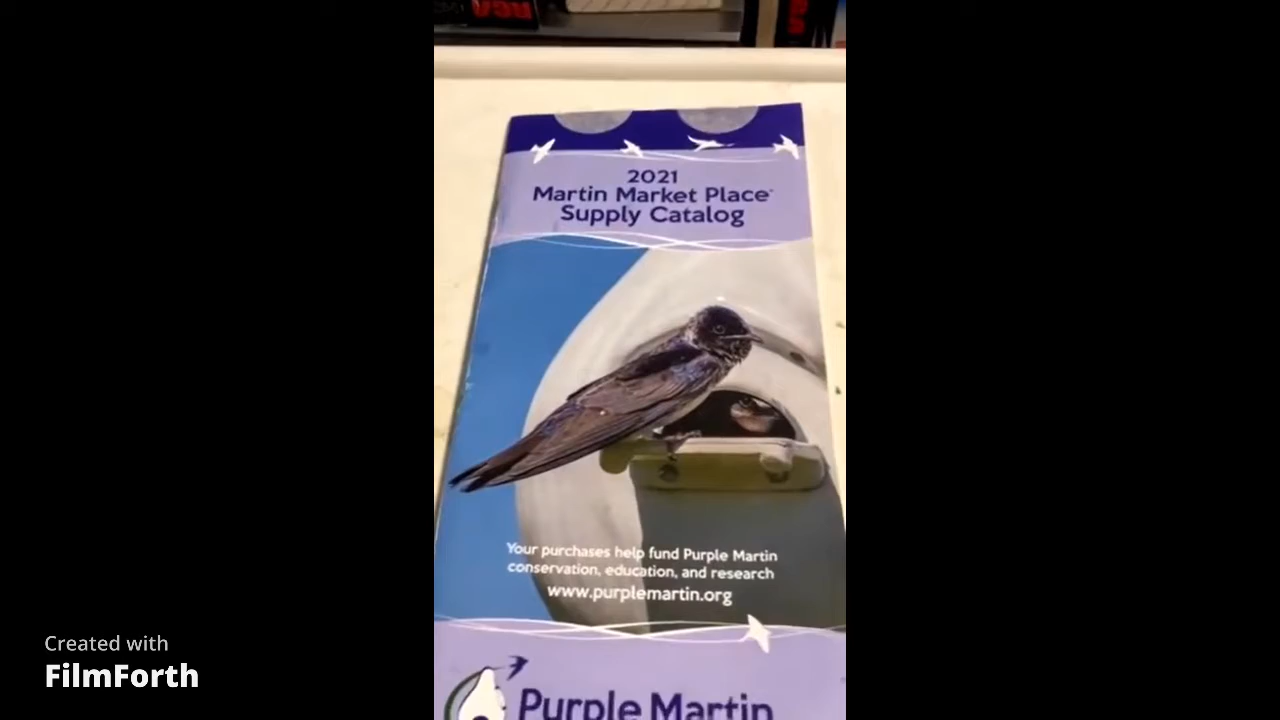 2021
Martin Market Place
Supply Catalog
Your purchases help fund Purple Martin
conservation, education, and research
www.purplemartin.org
Purple Martin
Created with
FilmForth